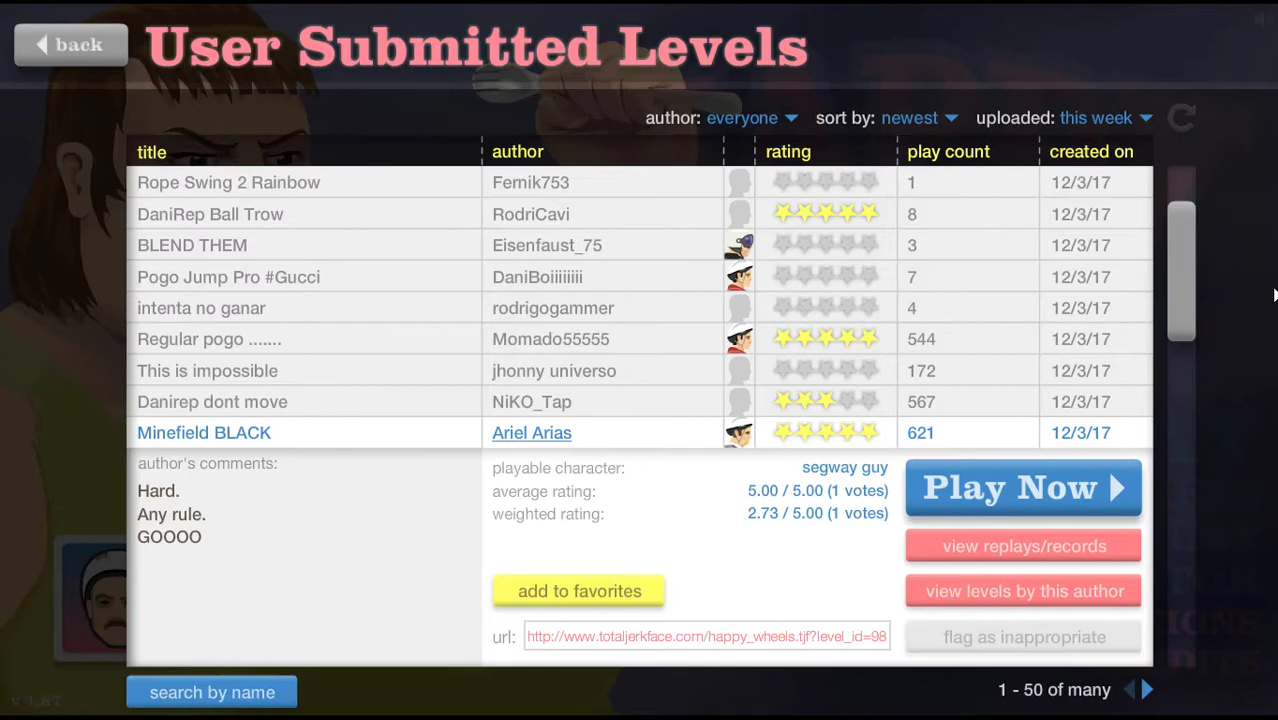 back
User Submitted Levels
author: everyone sort by: newest uploaded: this week
title author rating play count created on
Rope Swing 2 Rainbow Fernik753 1 12/3/17
DaniRep Ball Trow RodriCavi 8 12/3/17
BLEND THEM Eisenfaust_75 3 12/3/17
Pogo Jump Pro #Gucci DaniBoiiiiiii 7 12/3/17
intenta no ganar rodrigogammer 4 12/3/17
Regular pogo ....... Momado55555 544 12/3/17
This is impossible jhonny universo 172 12/3/17
Danirep dont move NiKO_Tap 567 12/3/17
Minefield BLACK Ariel Arias 621 12/3/17
author's comments:
Hard.
Any rule.
GOOOO
playable character: segway guy
average rating: 5.00 / 5.00 (1 votes)
weighted rating: 2.73 / 5.00 (1 votes)
add to favorites
url: http://www.totaljerkface.com/happy_wheels.tjf?level_id=98
Play Now
view replays/records
view levels by this author
flag as inappropriate
search by name
1 - 50 of many
v 1.87